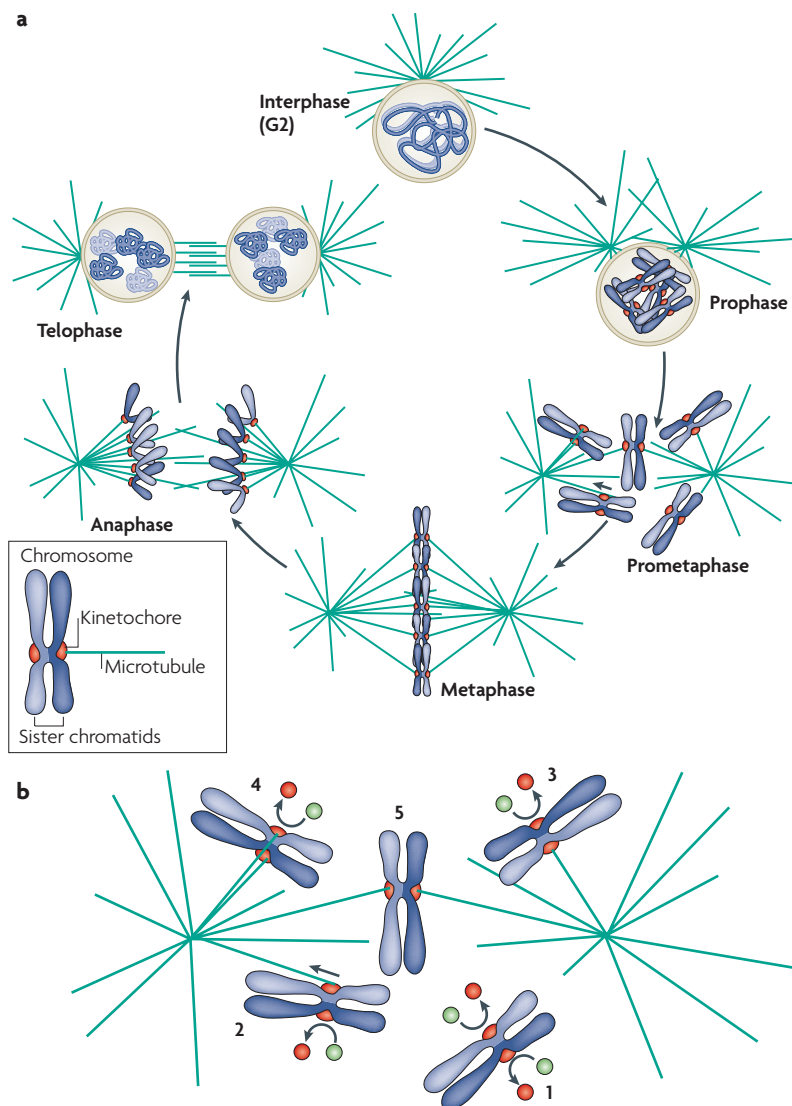 a
Interphase
(G2)
Prophase
Telophase
Anaphase
Prometaphase
Metaphase
Chromosome
Kinetochore
Microtubule
Sister chromatids
b
4
5
3
2
1